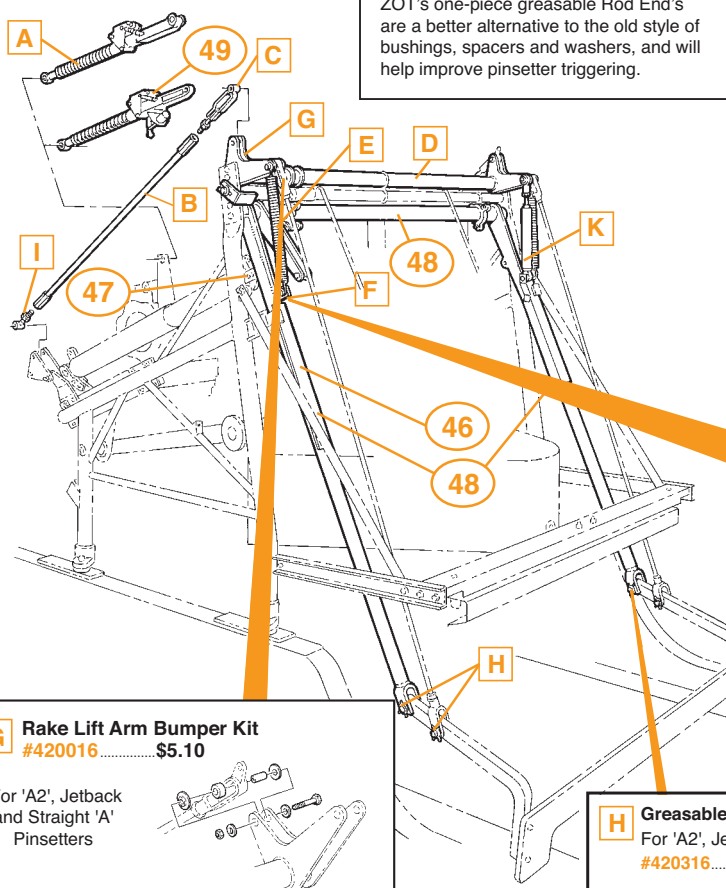 ZOT's one-piece greasable Rod End's
are a better alternative to the old style of
bushings, spacers and washers, and will
help improve pinsetter triggering.
A
49
C
G
E
D
B
K
I
48
47
F
46
48
H
G Rake Lift Arm Bumper Kit
#420016..............$5.10
For 'A2', Jetback
and Straight 'A'
Pinsetters
H Greasable
For 'A2', Je
#420316....